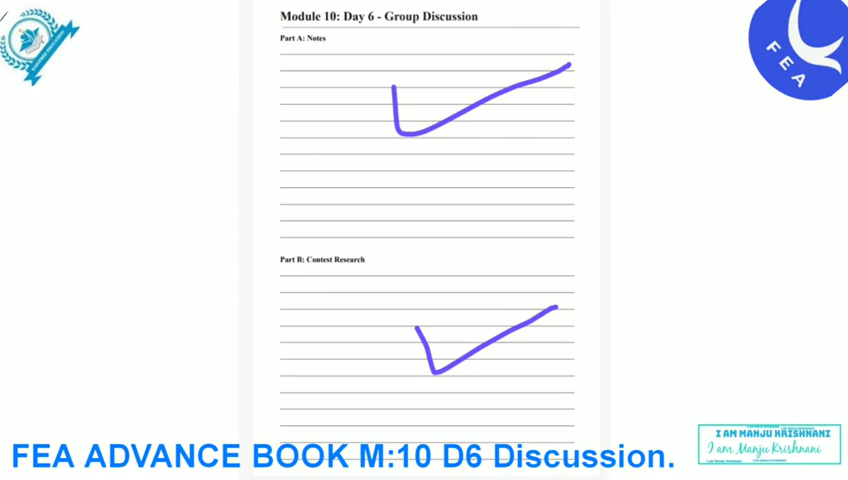 Module 10: Day 6 - Group Discussion
Part A: Notes
FEA
Part B: Contest Research
I AM MANJU KRISHNANI
I am Manju Krishnani
FEA ADVANCE BOOK M:10 D6 Discussion.